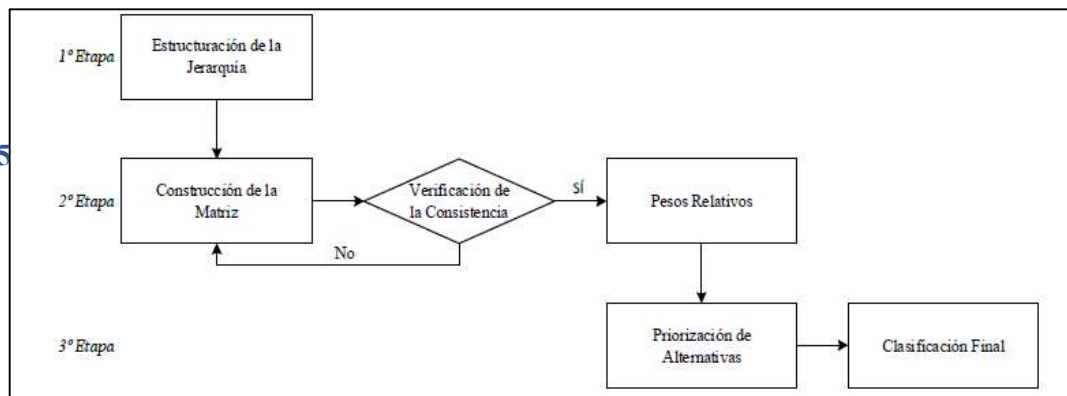 1º Etapa
Estructuración de la
Jerarquía
5
2º Etapa
Construcción de la
Matriz
Verificación de
la Consistencia
SÍ
Pesos Relativos
No
3º Etapa
Priorización de
Alternativas
Clasificación Final